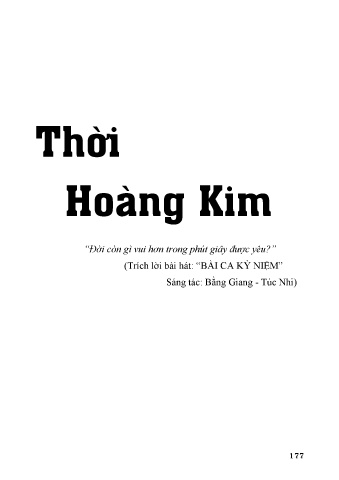 Thời
Hoàng Kim
"Đời còn gì vui hơn trong phút giây được yêu?"
(Trích lời bài hát: "BÀI CA KỶ NIỆM"
Sáng tác: Bằng Giang - Túc Nhi)
177